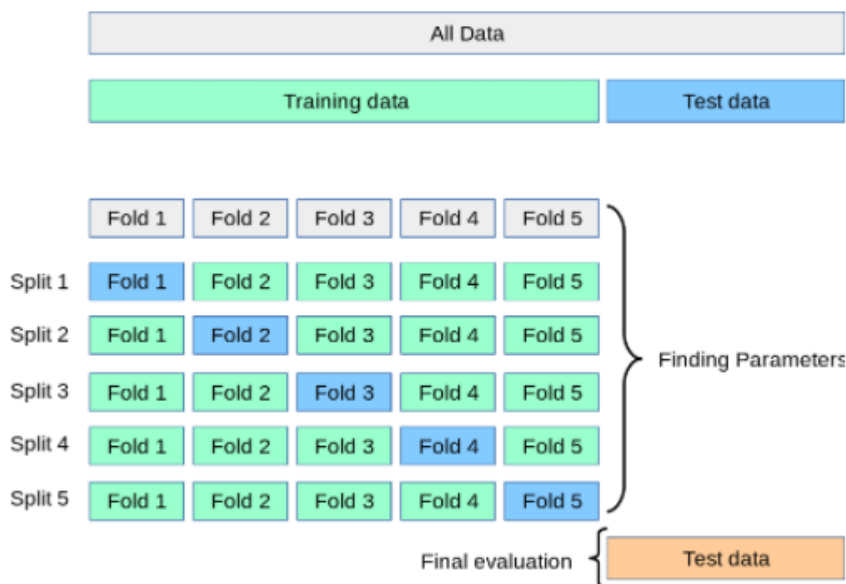 All Data
Training data Test data
Fold 1 Fold 2 Fold 3 Fold 4 Fold 5
Split 1 Fold 1 Fold 2 Fold 3 Fold 4 Fold 5
Split 2 Fold 1 Fold 2 Fold 3 Fold 4 Fold 5
Finding Parameters
Split 3 Fold 1 Fold 2 Fold 3 Fold 4 Fold 5
Split 4 Fold 1 Fold 2 Fold 3 Fold 4 Fold 5
Split 5 Fold 1 Fold 2 Fold 3 Fold 4 Fold 5
Final evaluation Test data